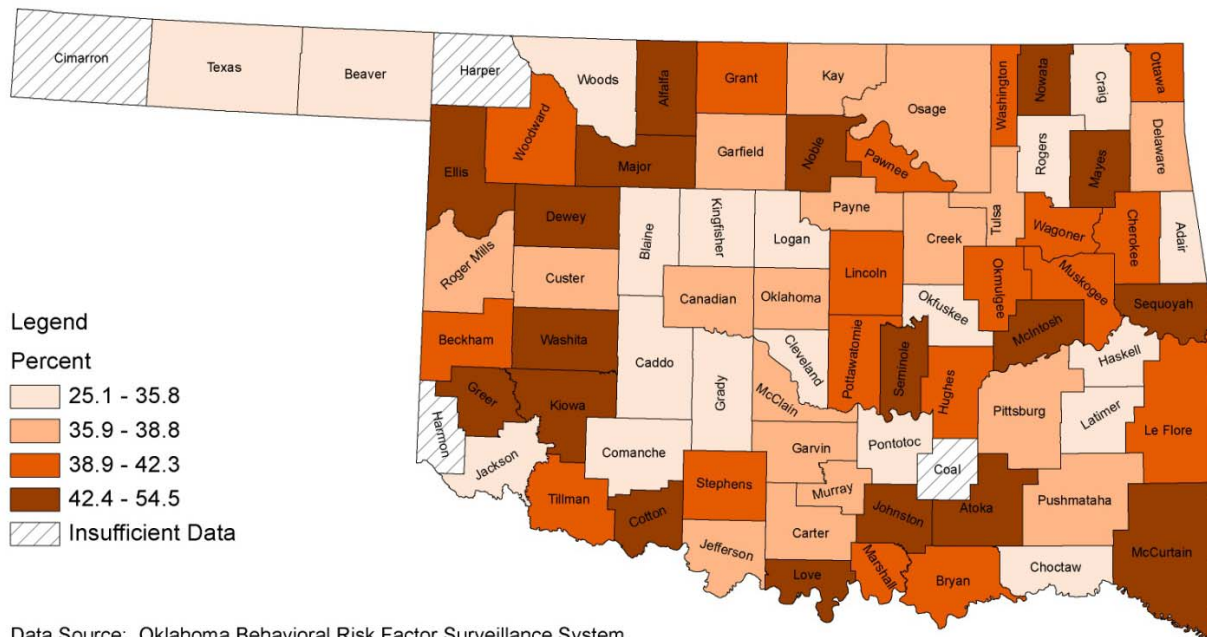 Cimarron
Texas
Beaver
Harper
Woods
Alfalfa
Grant
Kay
Osage
Washington
Nowata
Craig
Ottawa
Ellis
Woodward
Major
Garfield
Noble
Pawnee
Rogers
Mayes
Delaware
Roger Mills
Dewey
Custer
Blaine
Kingfisher
Logan
Payne
Creek
Tulsa
Wagoner
Cherokee
Adair
Beckham
Washita
Caddo
Canadian
Oklahoma
Lincoln
Okfuskee
Okmulgee
Muskogee
McIntosh
Sequoyah
Harmon
Greer
Kiowa
Grady
McClain
Cleveland
Pottawatomie
Seminole
Hughes
Pittsburg
Haskell
Latimer
Le Flore
Jackson
Tillman
Comanche
Cotton
Stephens
Garvin
Murray
Pontotoc
Coal
Jefferson
Carter
Johnston
Atoka
Pushmataha
McCurtain
Love
Marshall
Bryan
Choctaw
Legend
Percent
25.1 - 35.8
35.9 - 38.8
38.9 - 42.3
42.4 - 54.5
Insufficient Data
Data Source: Oklahoma Behavioral Risk Factor Surveillance System